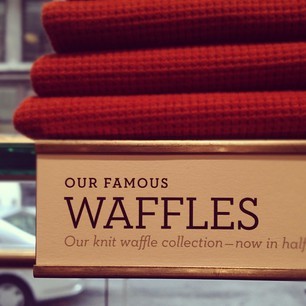 OUR FAMOUS
WAFFLES
Our knit waffle collection—now in half